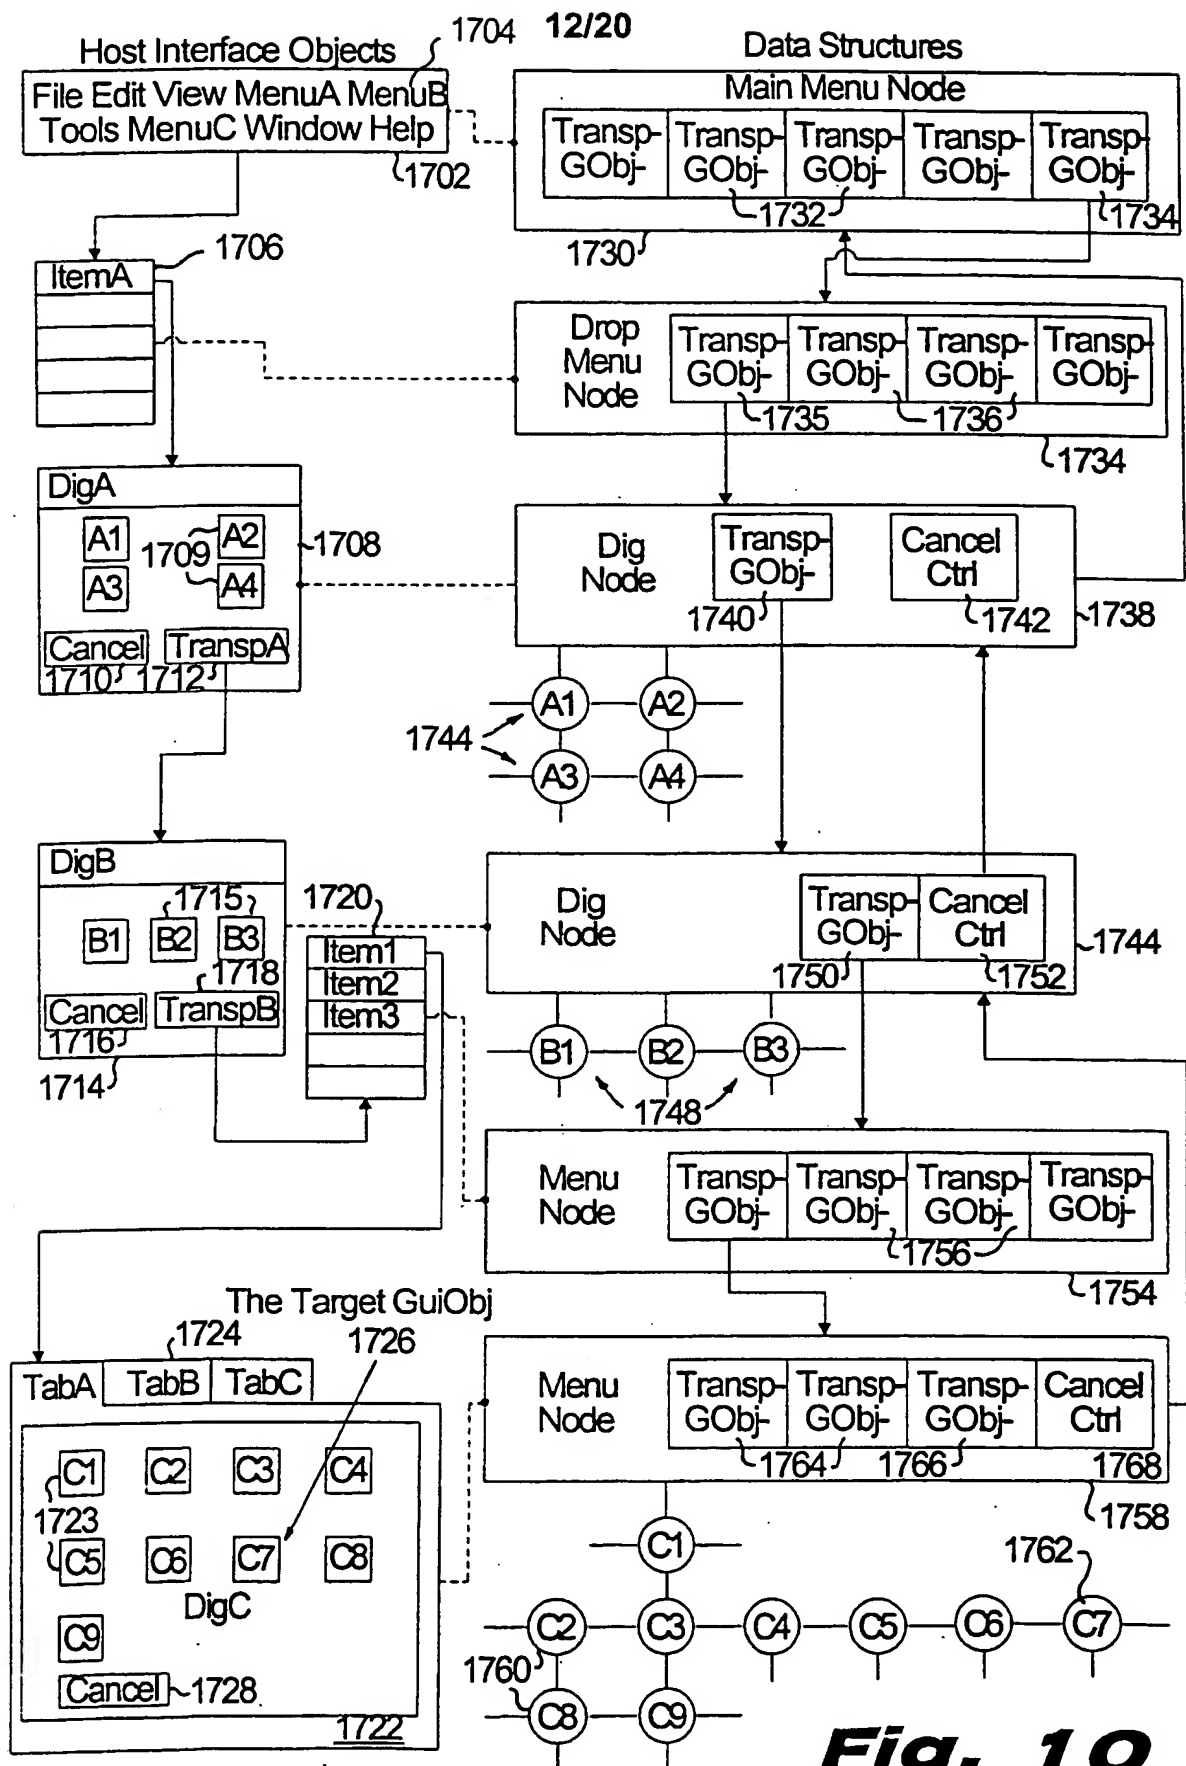 12/20
Host Interface Objects
1704
File Edit View MenuA MenuB
Tools MenuC Window Help
1702
1706
ItemA
DigA
A1
A2
1709
A3
A4
1708
Cancel
TranspA
1710
1712
DigB
1715
B1
B2
B3
1718
Cancel
TranspB
1716
1714
1720
Item1
Item2
Item3
The Target GuiObj
1724
1726
TabA
TabB
TabC
C1
C2
C3
C4
1723
C5
C6
C7
C8
DigC
C9
Cancel
1728
1722
Data Structures
Main Menu Node
Transp-
GObj-
Transp-
GObj-
Transp-
GObj-
Transp-
GObj-
Transp-
GObj-
1732
1734
1730
Drop
Menu
Node
Transp-
GObj-
Transp-
GObj-
Transp-
GObj-
Transp-
GObj-
1735
1736
1734
Dig
Node
Transp-
GObj-
Cancel
Ctrl
1740
1742
1738
A1
A2
1744
A3
A4
Dig
Node
Transp-
GObj-
Cancel
Ctrl
1744
1750
1752
B1
B2
B3
1748
Menu
Node
Transp-
GObj-
Transp-
GObj-
Transp-
GObj-
Transp-
GObj-
1756
1754
Menu
Node
Transp-
GObj-
Transp-
GObj-
Transp-
GObj-
Cancel
Ctrl
1764
1766
1768
1758
C1
1762
C2
C3
C4
C5
C6
C7
1760
C8
C9
Fig. 10